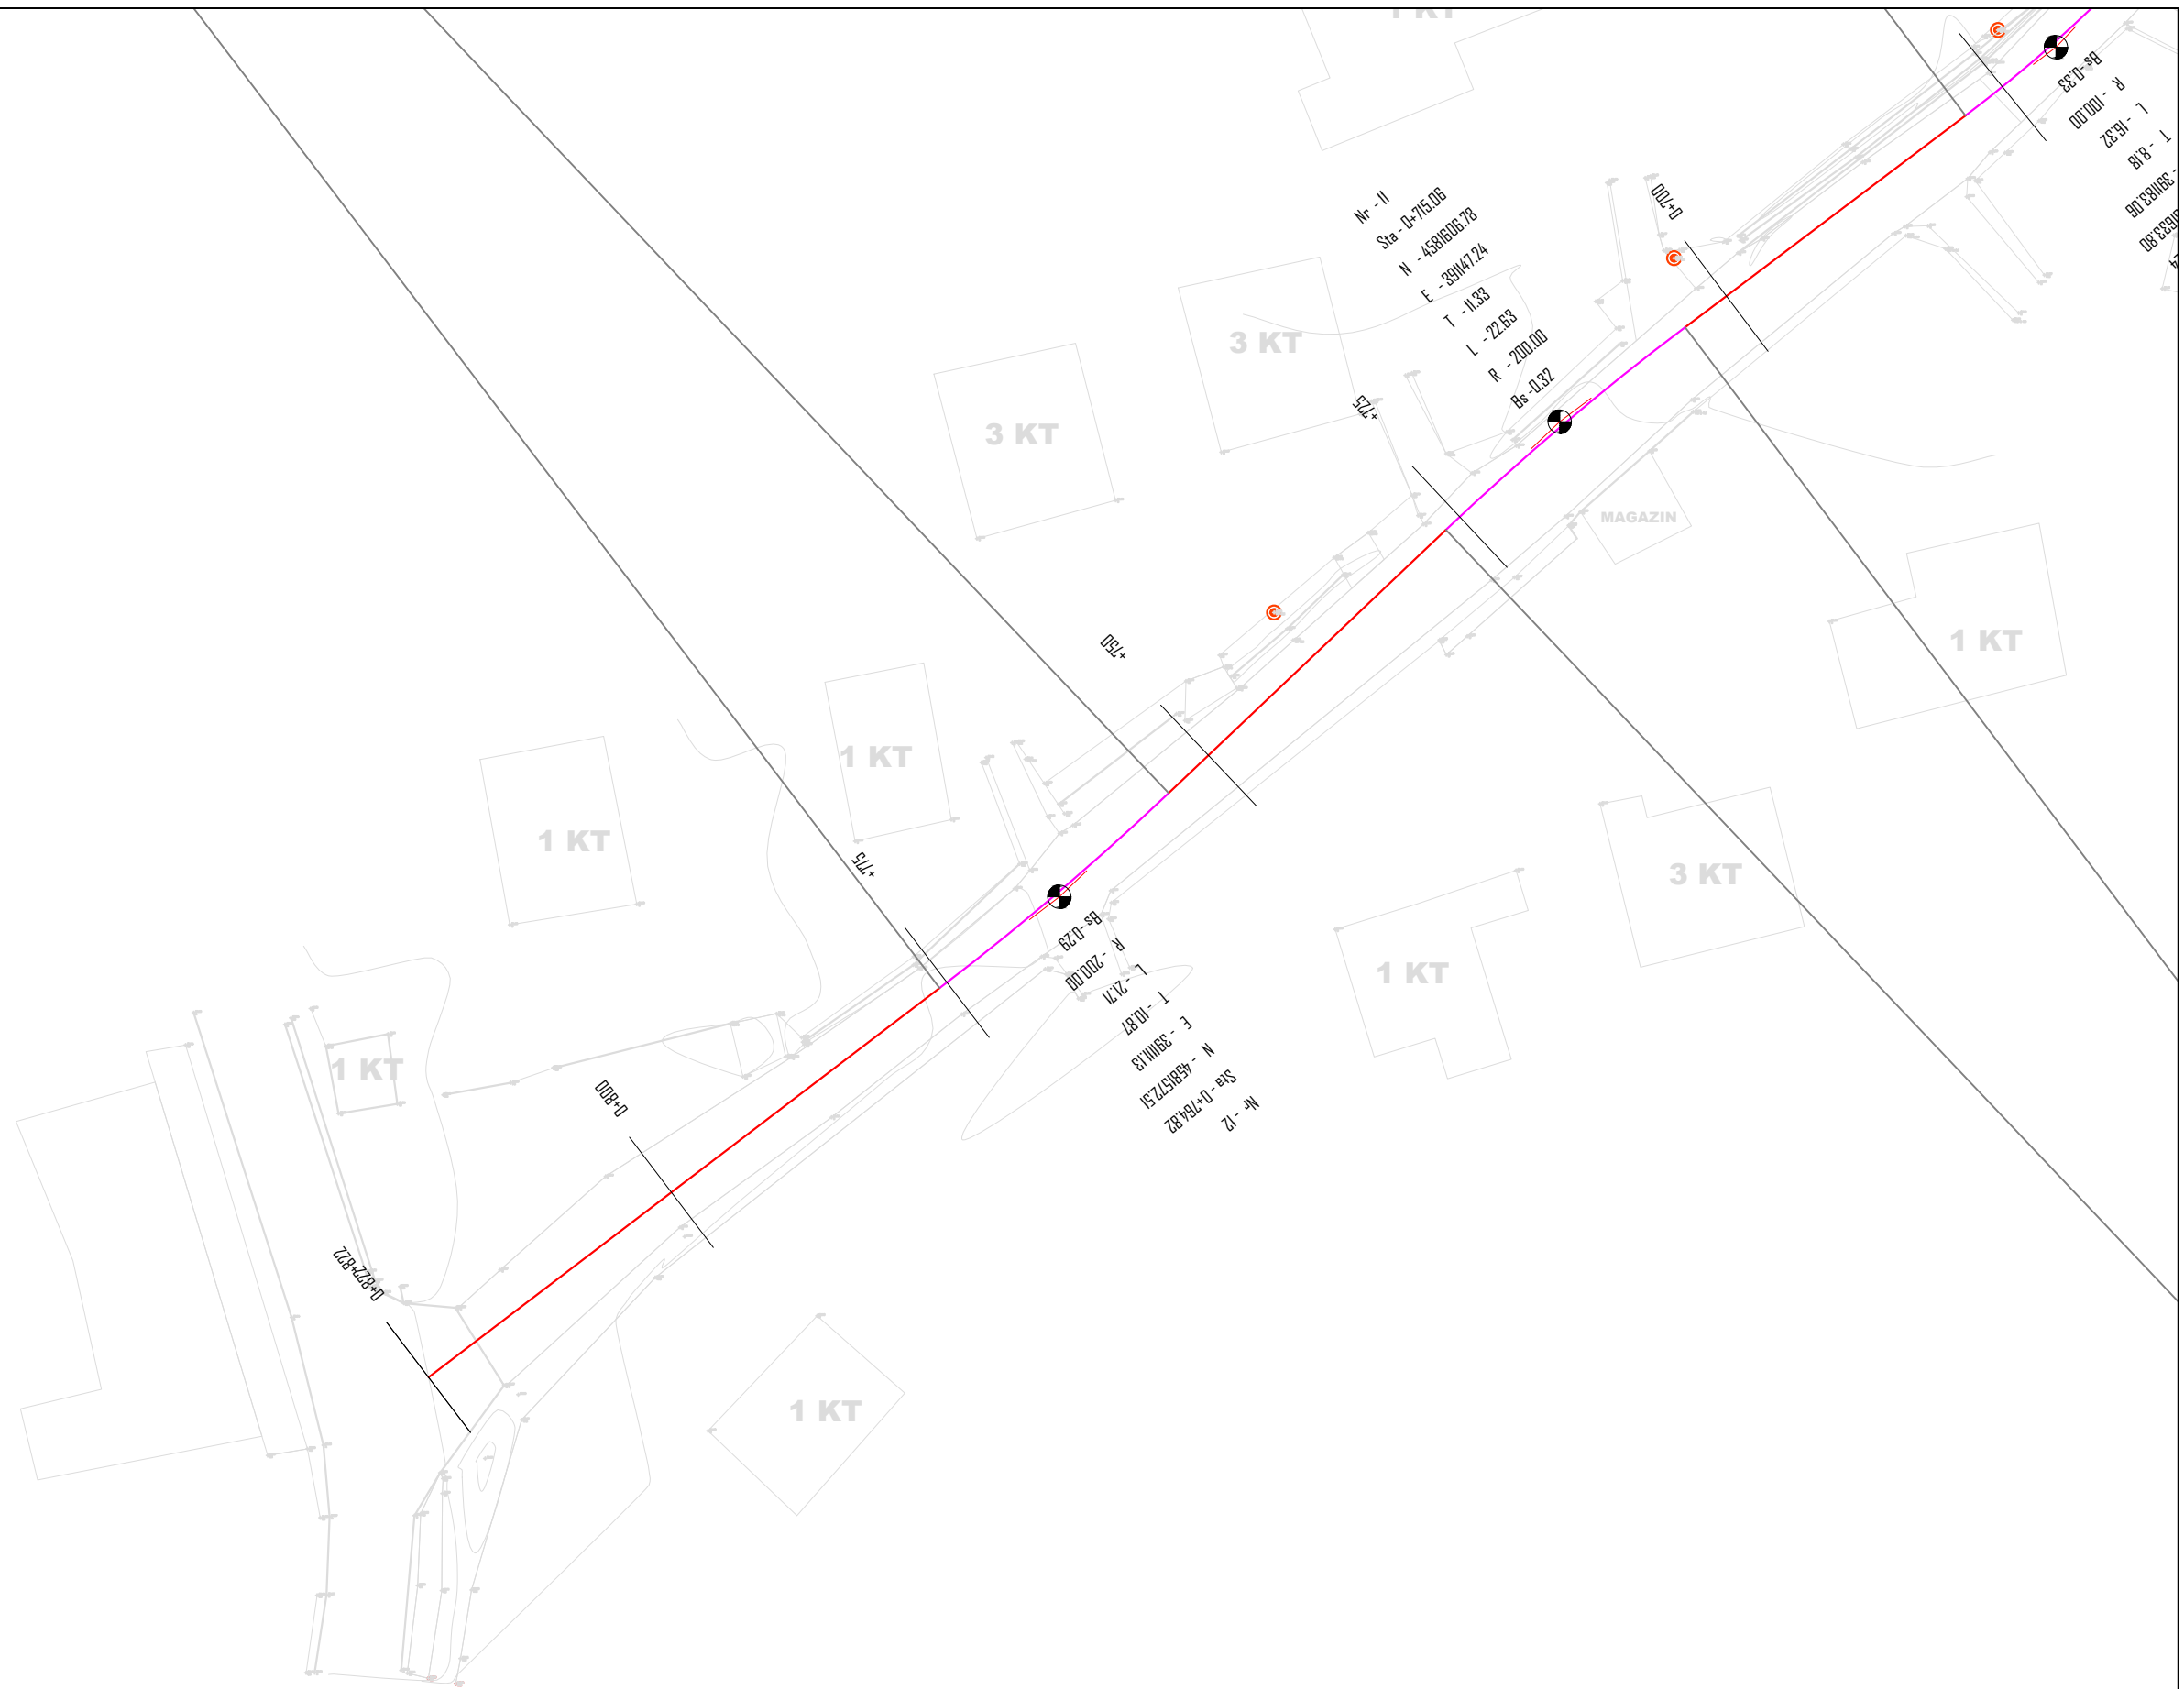 1 KT
Bs -0.33
R - 100.00
L - 16.32
T - 8.18
0+700
Nr - 11
Sta - 0+715.06
N - 4581606.78
E - 391147.24
T - 11.33
L - 22.63
R - 200.00
Bs -0.32
3 KT
+725
3 KT
MAGAZIN
1 KT
+750
1 KT
1 KT
+775
3 KT
1 KT
Nr - 12
Sta - 0+764.82
N - 4581572.51
E - 391111.13
T - 10.87
L - 21.71
R - 200.00
Bs -0.29
1 KT
0+800
0+822+822
1 KT